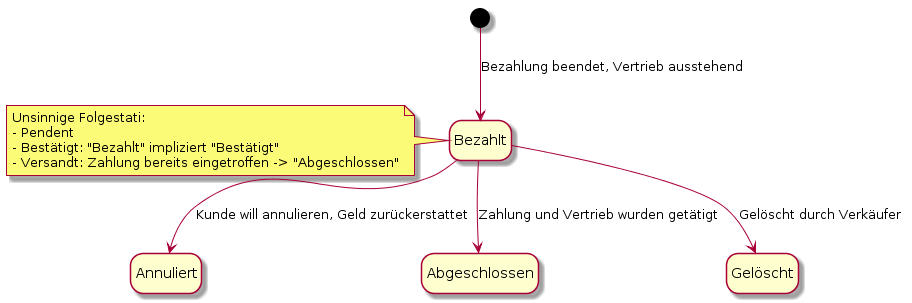 Bezahlung beendet, Vertrieb ausstehend
Unsinnige Folgestati:
- Pendent
- Bestätigt: "Bezahlt" impliziert "Bestätigt"
- Versandt: Zahlung bereits eingetroffen -> "Abgeschlossen"
Bezahlt
Kunde will annulieren, Geld zurückerstattet
Zahlung und Vertrieb wurden getätigt
Gelöscht durch Verkäufer
Annuliert
Abgeschlossen
Gelöscht